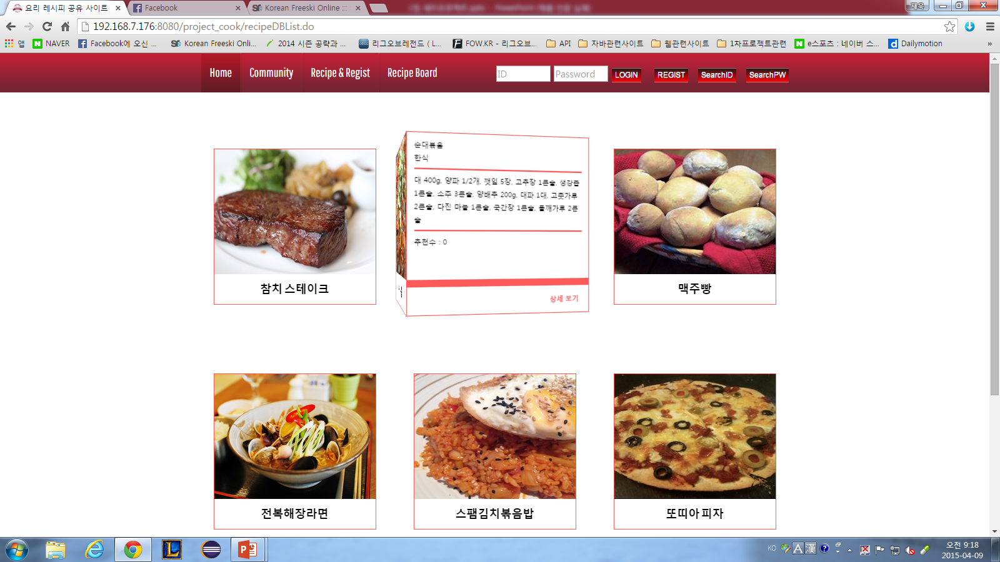 요리 레시피 공유 사이트
Facebook
Korean Freeski Online :::
재욱
192.168.7.176:8080/project_cook/recipeDBList.do
앱
NAVER
Facebook에 오신 ...
Korean Freeski Onli...
2014 시즌 공략과 ...
리그오브레전드 ( L...
FOW.KR - 리그오브...
API
자바관련사이트
웹관련사이트
1차프로젝트관련
e스포츠 : 네이버 스...
Dailymotion
»
Home
Community
Recipe & Regist
Recipe Board
ID
Password
LOGIN
REGIST
SearchID
SearchPW
순대볶음
한식
대 400g, 양파 1/2개, 깻잎 5장, 고추장 1큰술, 생강즙
1큰술, 소주 3큰술, 양배추 200g, 대파 1대, 고춧가루
2큰술, 다진 마늘 1큰술, 국간장 1큰술, 들깨가루 2큰
술
추천수 : 0
상세 보기
참치 스테이크
맥주빵
전복해장라면
스팸김치볶음밥
또띠아 피자
KO
A
漢
오전 9:18
2015-04-09